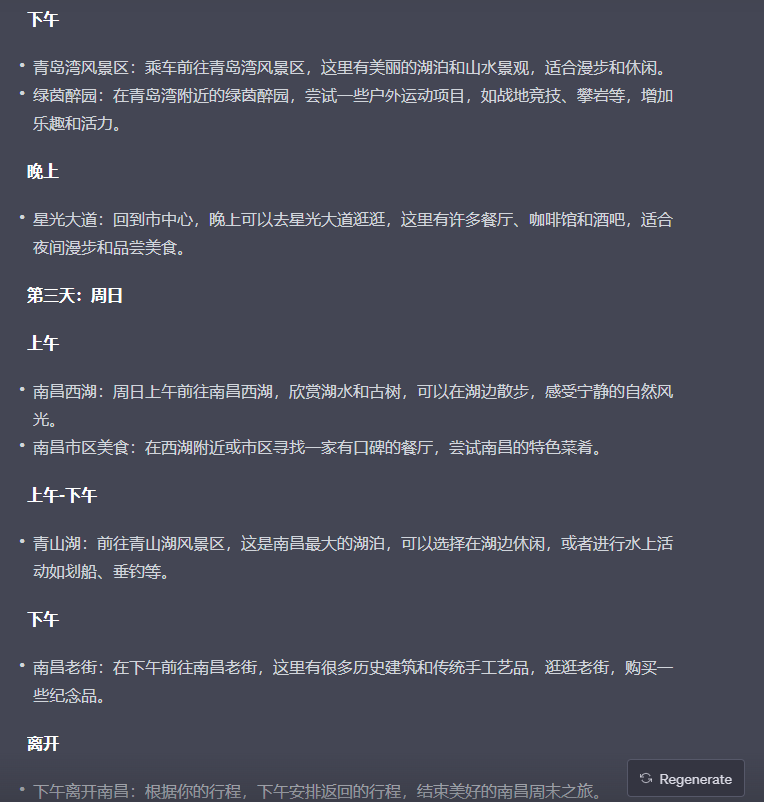 下午
• 青岛湾风景区：乘车前往青岛湾风景区，这里有美丽的湖泊和山水景观，适合漫步和休闲。
• 绿茵醉园：在青岛湾附近的绿茵醉园，尝试一些户外运动项目，如战地竞技、攀岩等，增加
乐趣和活力。
晚上
• 星光大道：回到市中心，晚上可以去星光大道逛逛，这里有许多餐厅、咖啡馆和酒吧，适合
夜间漫步和品尝美食。
第三天：周日
上午
• 南昌西湖：周日上午前往南昌西湖，欣赏湖水和古树，可以在湖边散步，感受宁静的自然风
光。
• 南昌市区美食：在西湖附近或市区寻找一家有口碑的餐厅，尝试南昌的特色菜肴。
上午-下午
• 青山湖：前往青山湖风景区，这是南昌最大的湖泊，可以选择在湖边休闲，或者进行水上活
动如划船、垂钓等。
下午
• 南昌老街：在下午前往南昌老街，这里有很多历史建筑和传统手工艺品，逛逛老街，购买一
些纪念品。
离开
• 下午离开南昌：根据你的行程，下午安排返回的行程，结束美好的南昌周末之旅。
Regenerate